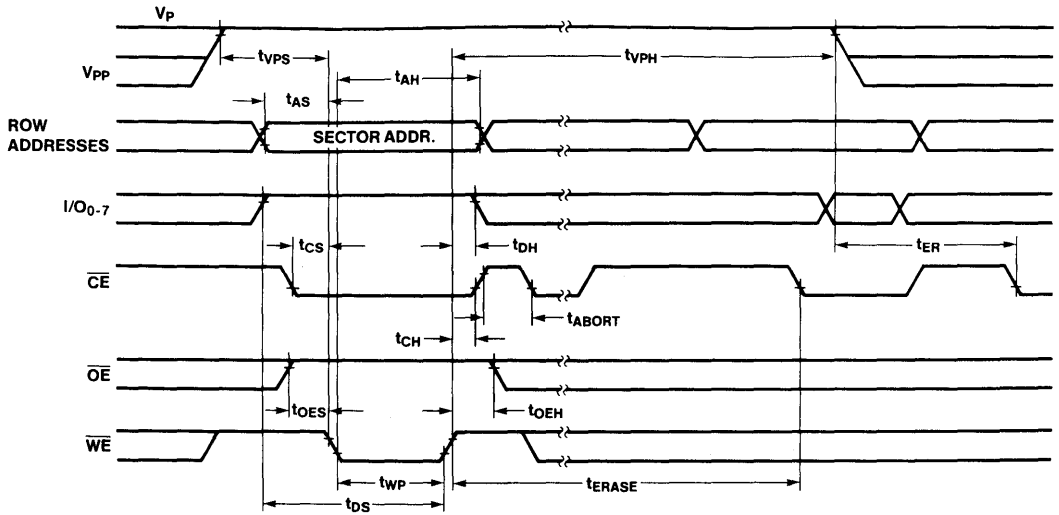 VP
tVPS
tVPH
VPP
tAH
tAS
ROW
ADDRESSES
SECTOR ADDR.
I/O0-7
tCS
tDH
tER
CE
tABORT
tCH
OE
tOES
tOEH
WE
tWP
tERASE
tDS